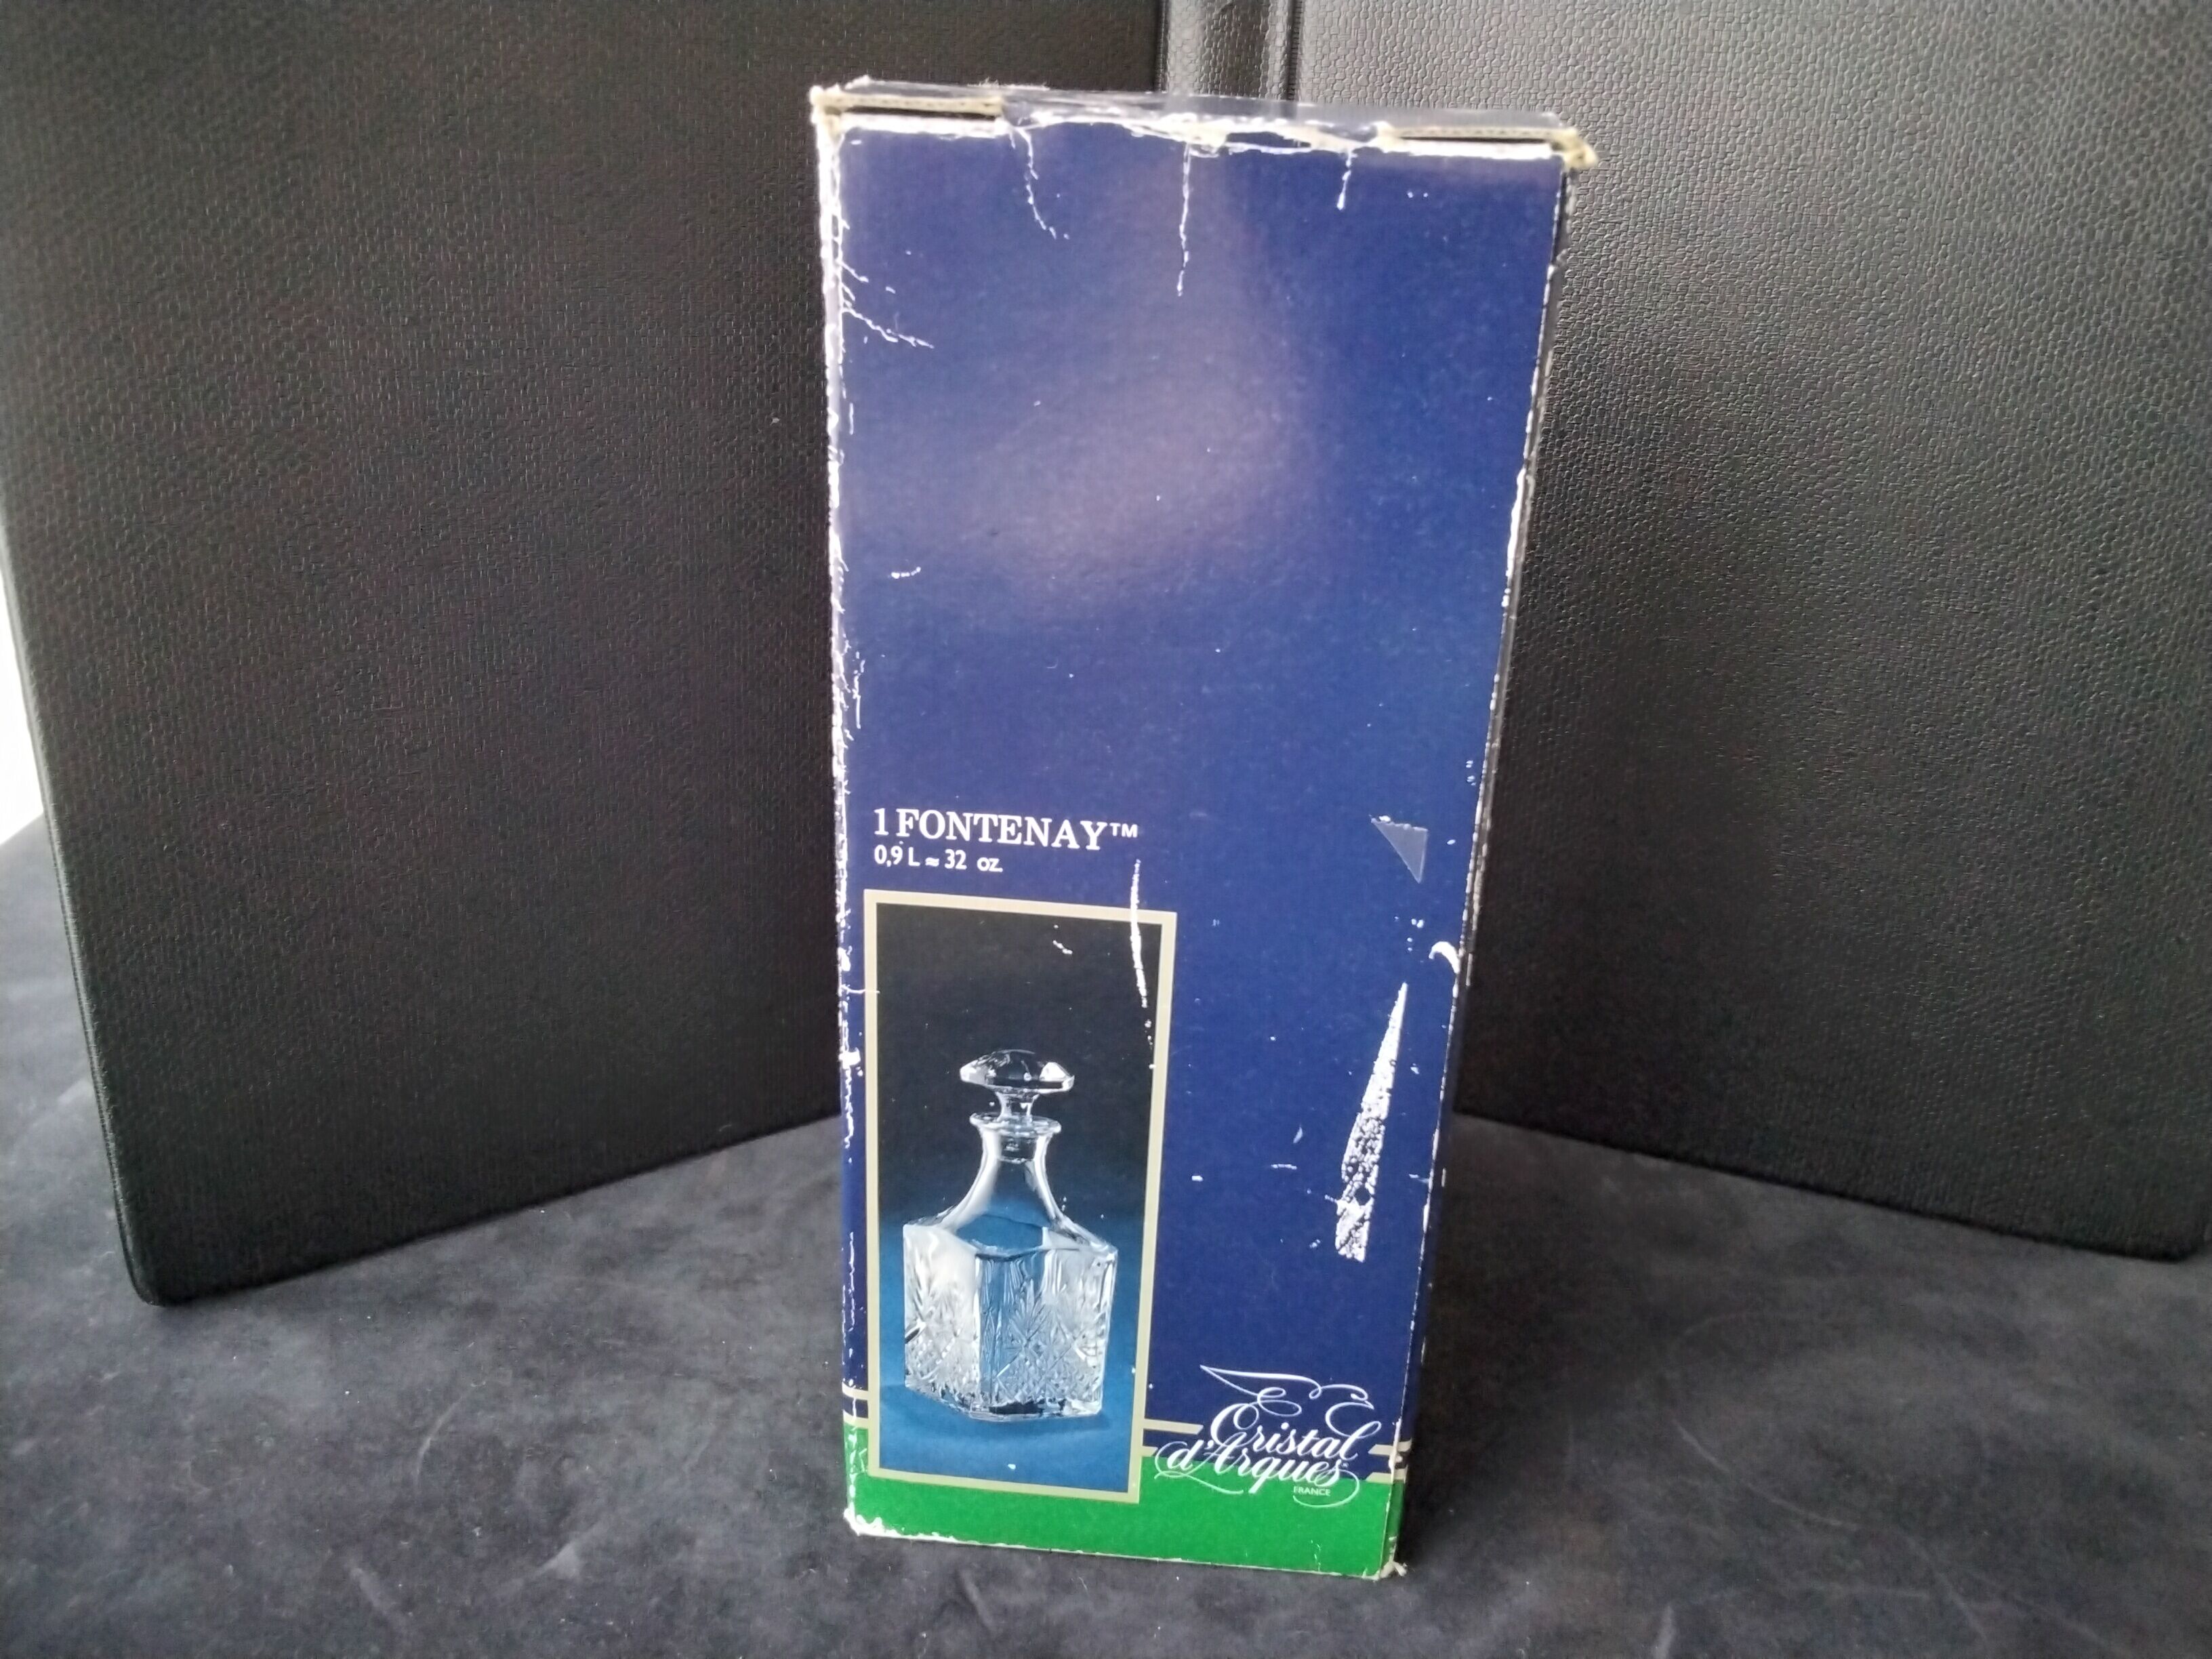 1 FONTENAY™
0,9 L ≈ 32 oz.
Cristal
d'Arques®
FRANCE